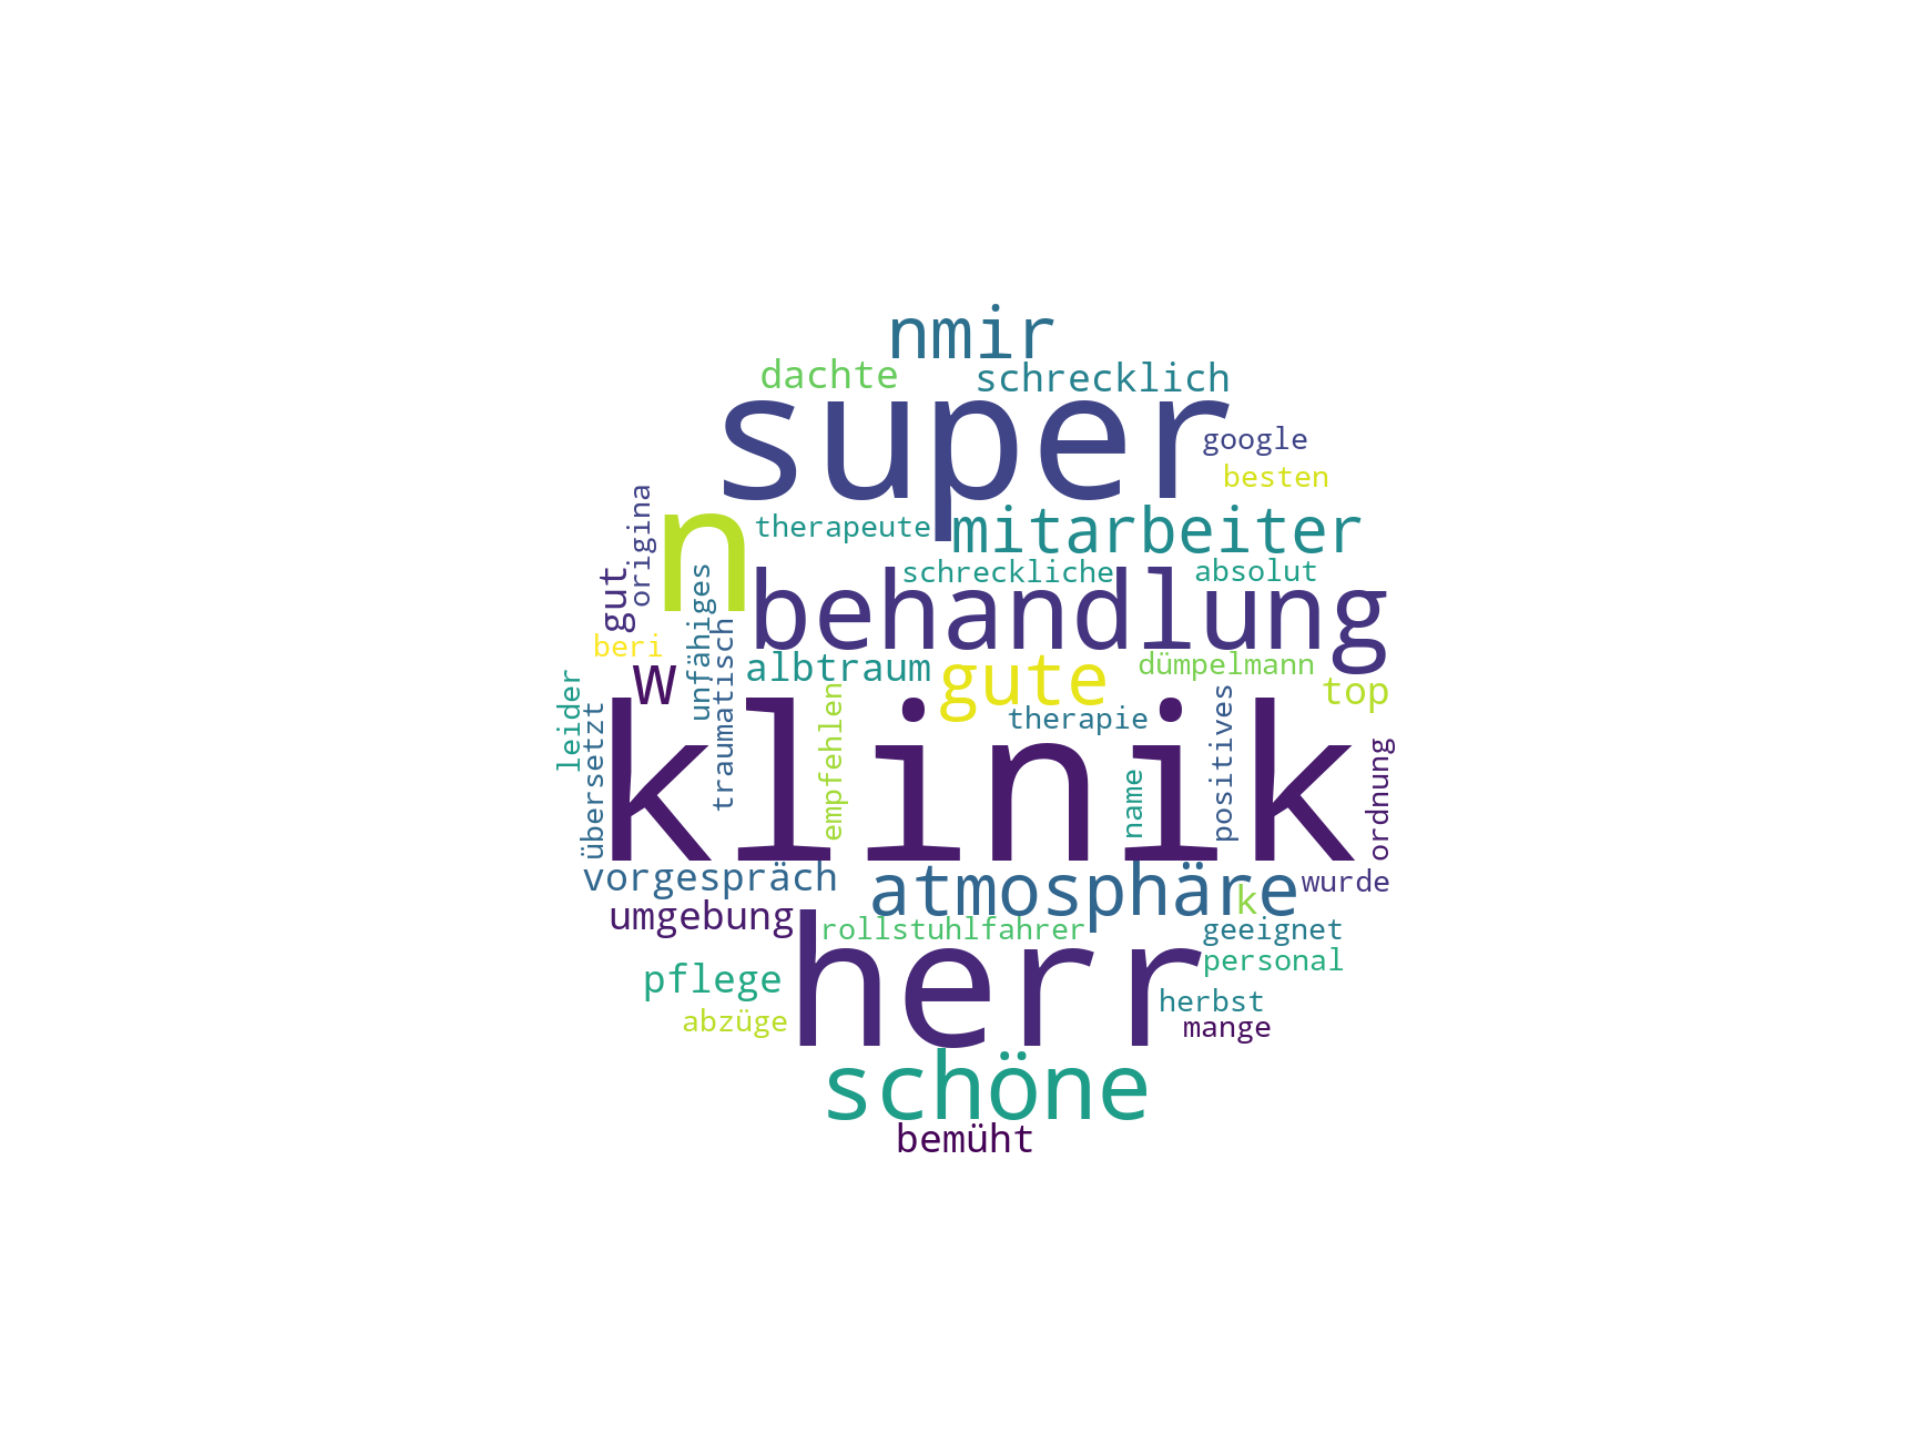 nmir
dachte
schrecklich
super
google
besten
n
origina
therapeute
mitarbeiter
gut
unfähiges
schreckliche
absolut
behandlung
beri
w
traumatisch
albtraum
gute
dümpelmann
top
leider
übersetzt
empfehlen
therapie
positives
klinik
name
ordnung
vorgespräch
atmosphäre
k
wurde
umgebung
rollstuhlfahrer
geeignet
herr
personal
pflege
herbst
abzüge
mange
schöne
bemüht